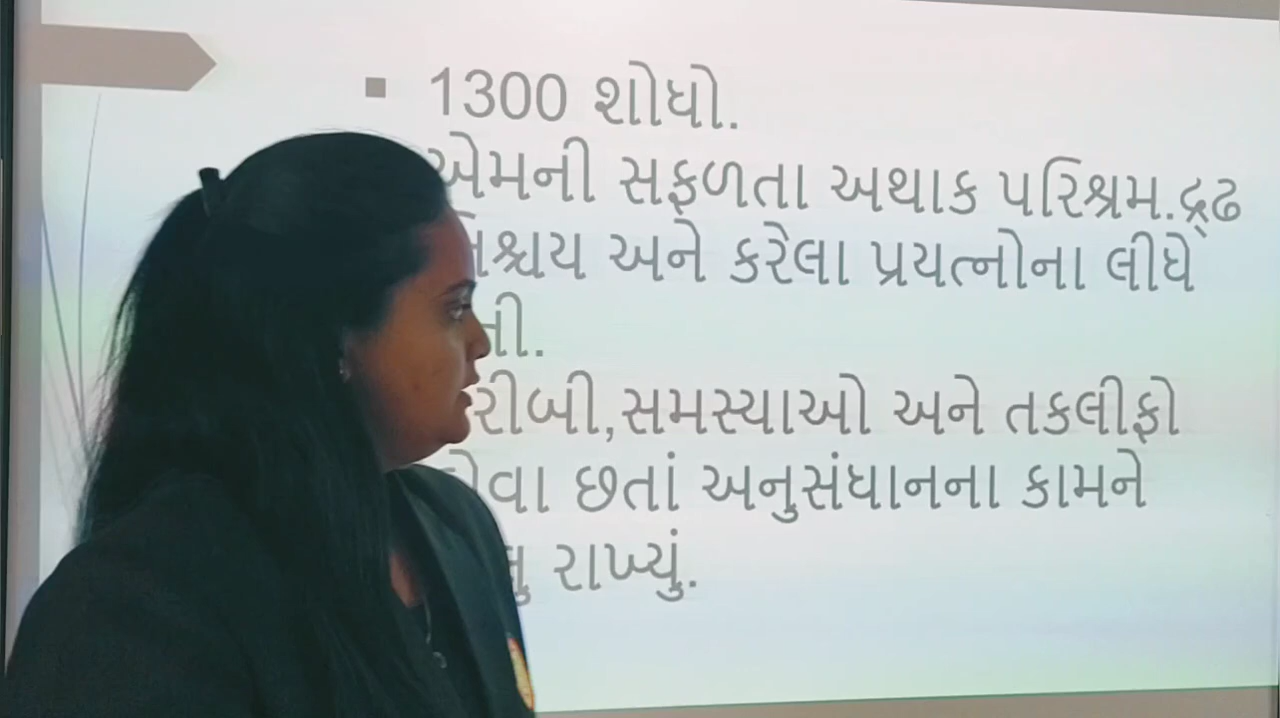 1300 શોધો.
એમની સફળતા અથાક પરિશ્રમ.દ્રઢ
અને કરેલા પ્રયત્નોના લીધે
સમસ્યાઓ અને તકલીફો
છતાં અનુસંધાનના કામને
રાખ્યું.